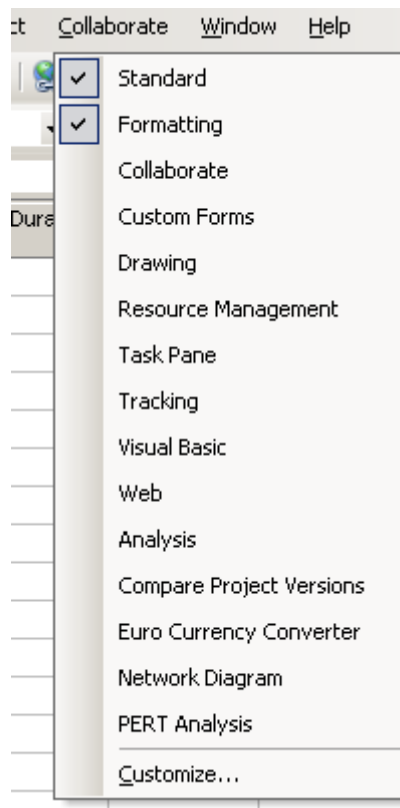 ct Collaborate Window Help
Standard
Formatting
Collaborate
Dura Custom Forms
Drawing
Resource Management
Task Pane
Tracking
Visual Basic
Web
Analysis
Compare Project Versions
Euro Currency Converter
Network Diagram
PERT Analysis
Customize...